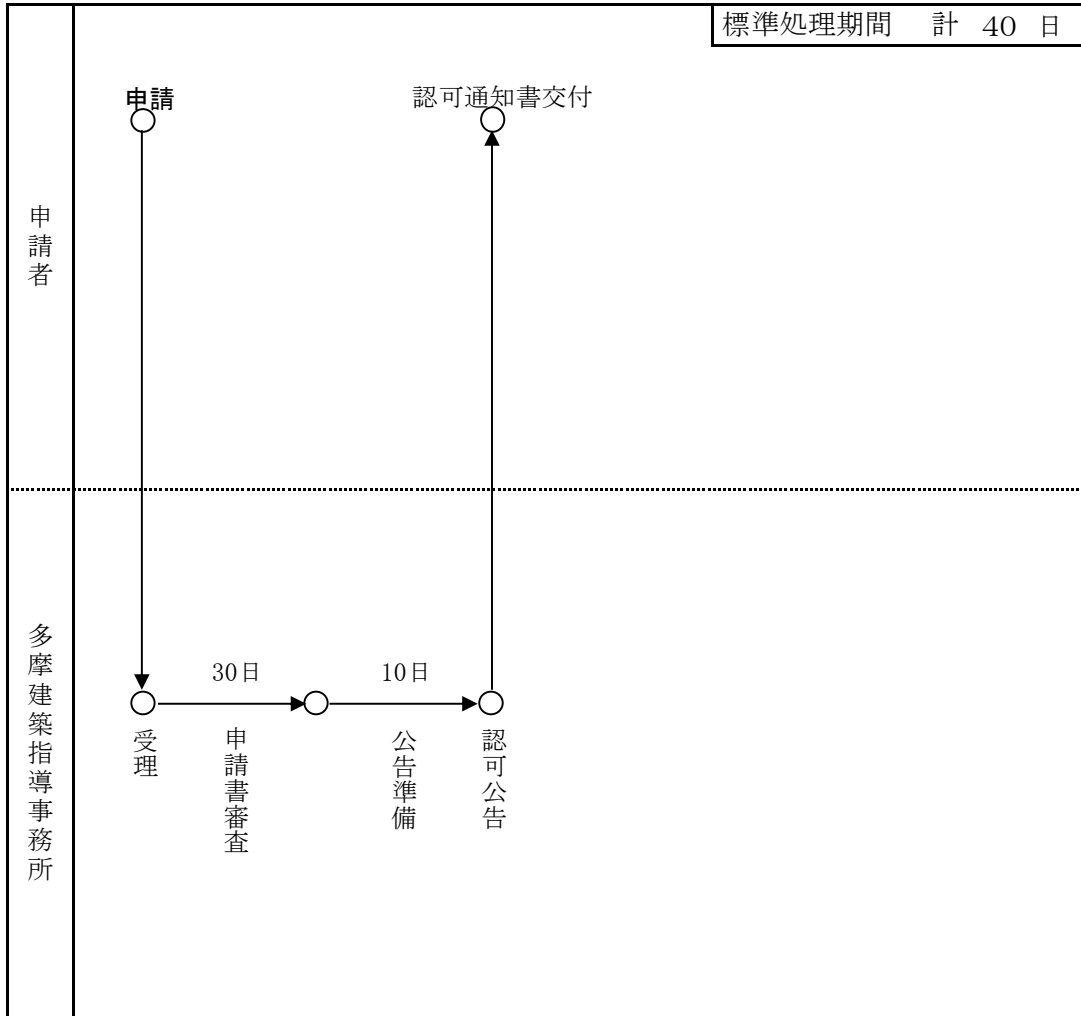 標準処理期間 計 40 日
申請
認可通知書交付
申請者
多摩建築指導事務所
30日
10日
受理
申請書審査
公告準備
認可公告